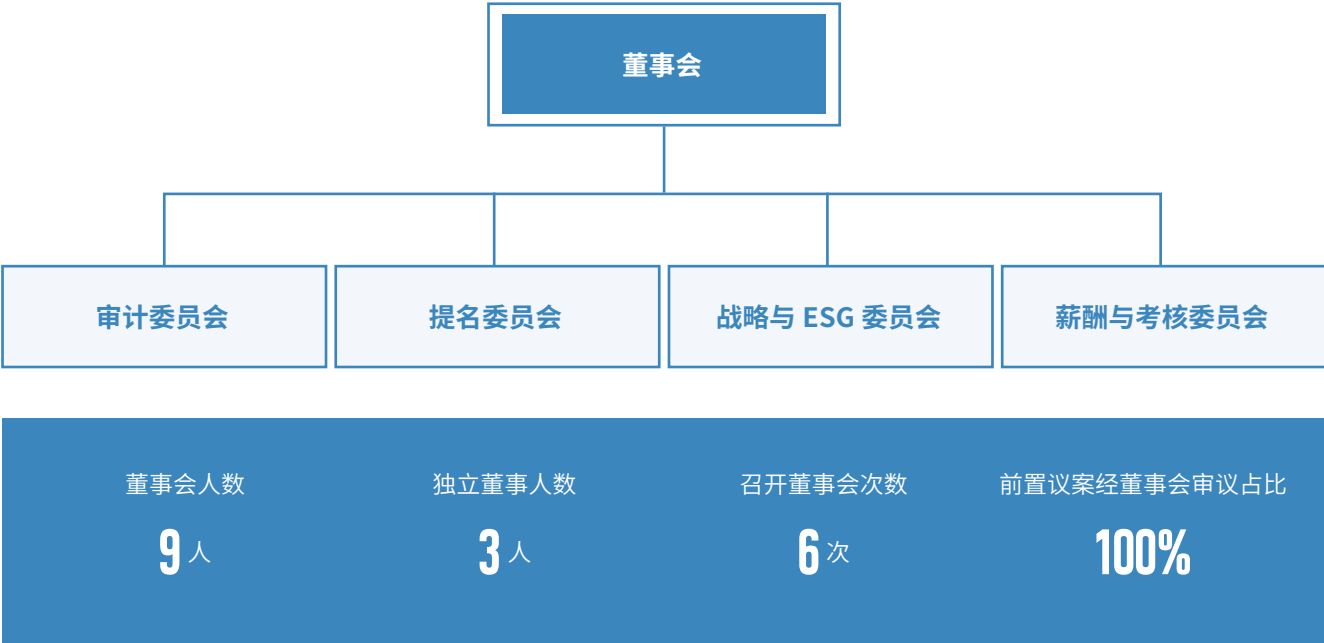 董事会
审计委员会
提名委员会
战略与 ESG 委员会
薪酬与考核委员会
董事会人数
独立董事人数
召开董事会次数
前置议案经董事会审议占比
9 人
3 人
6 次
100%